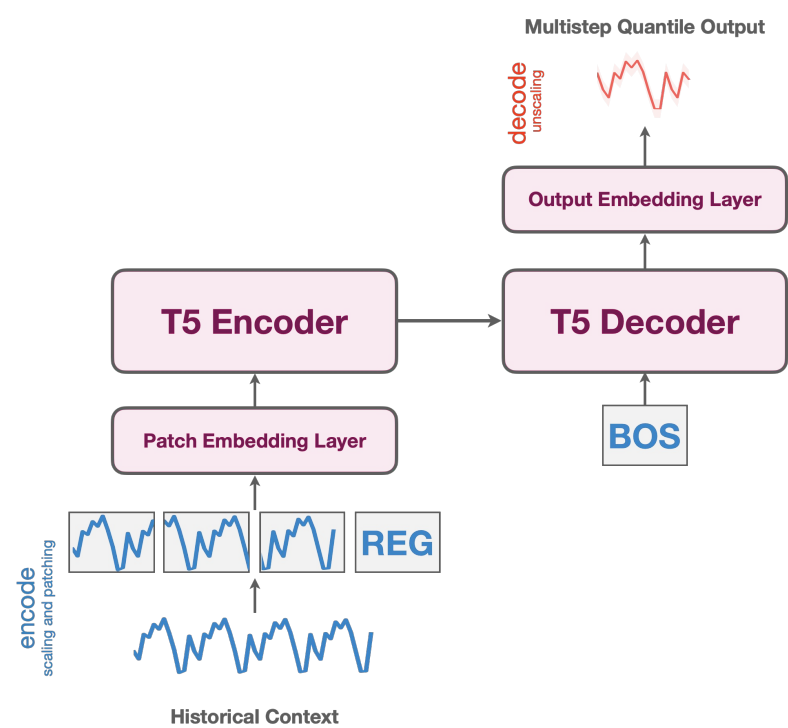 Multistep Quantile Output
decode
unscaling
Output Embedding Layer
T5 Encoder
T5 Decoder
Patch Embedding Layer
BOS
REG
encode
scaling and patching
Historical Context